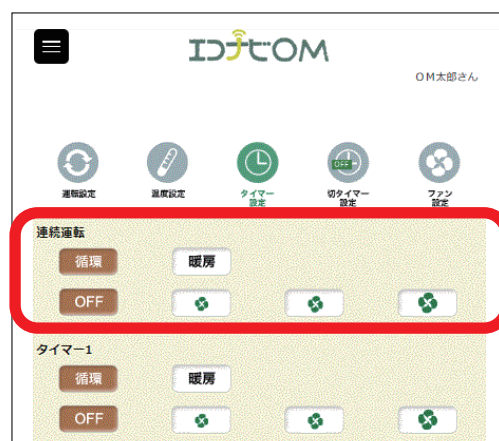 エコナビOM
OM太郎さん
運転設定
温度設定
タイマー
設定
OFF
切タイマー
設定
ファン
設定
連続運転
循環 暖房
OFF
タイマー1
循環 暖房
OFF